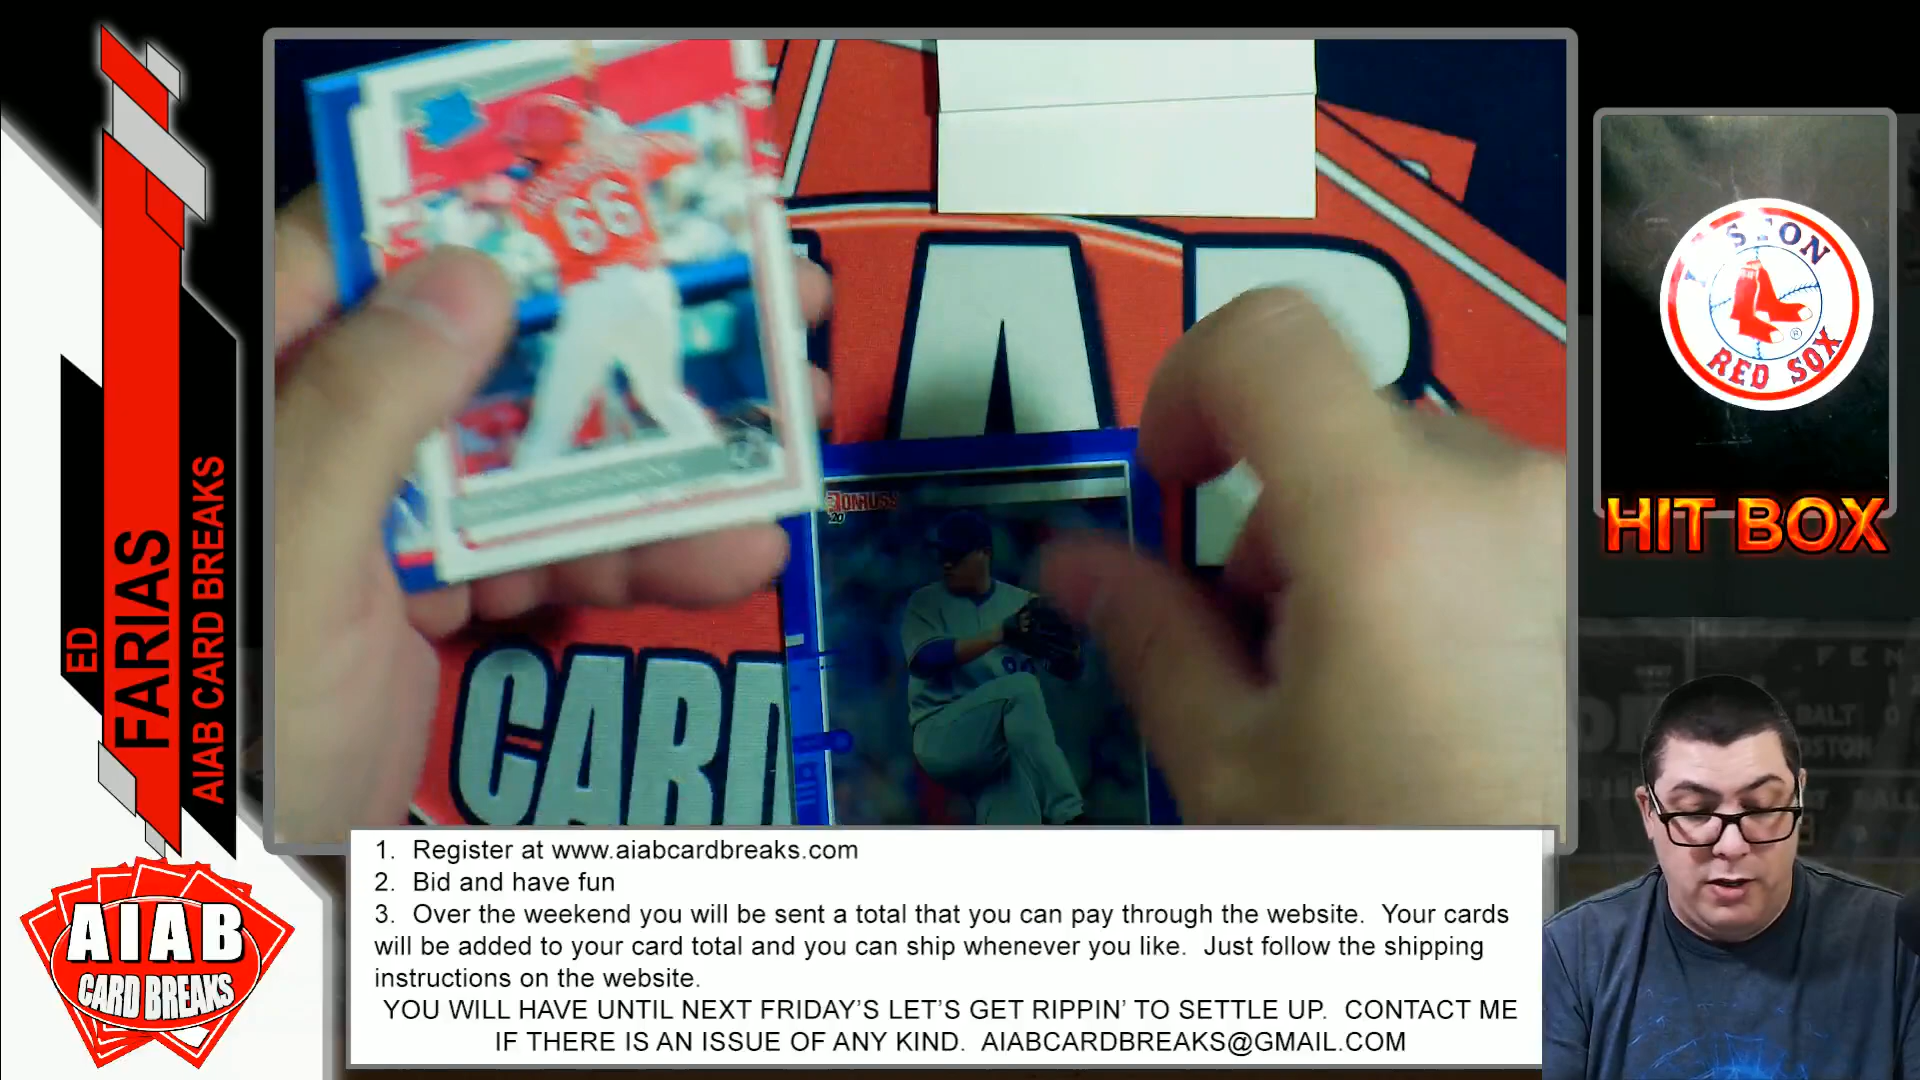 ED
FARIAS
AIAB CARD BREAKS
AIAB
CARD BREAKS
66
DONRUSS
20
CARD
BOSTON
RED SOX
®
HIT BOX
1. Register at www.aiabcardbreaks.com
2. Bid and have fun
3. Over the weekend you will be sent a total that you can pay through the website. Your cards
will be added to your card total and you can ship whenever you like. Just follow the shipping
instructions on the website.
YOU WILL HAVE UNTIL NEXT FRIDAY'S LET'S GET RIPPIN' TO SETTLE UP. CONTACT ME
IF THERE IS AN ISSUE OF ANY KIND. AIABCARDBREAKS@GMAIL.COM